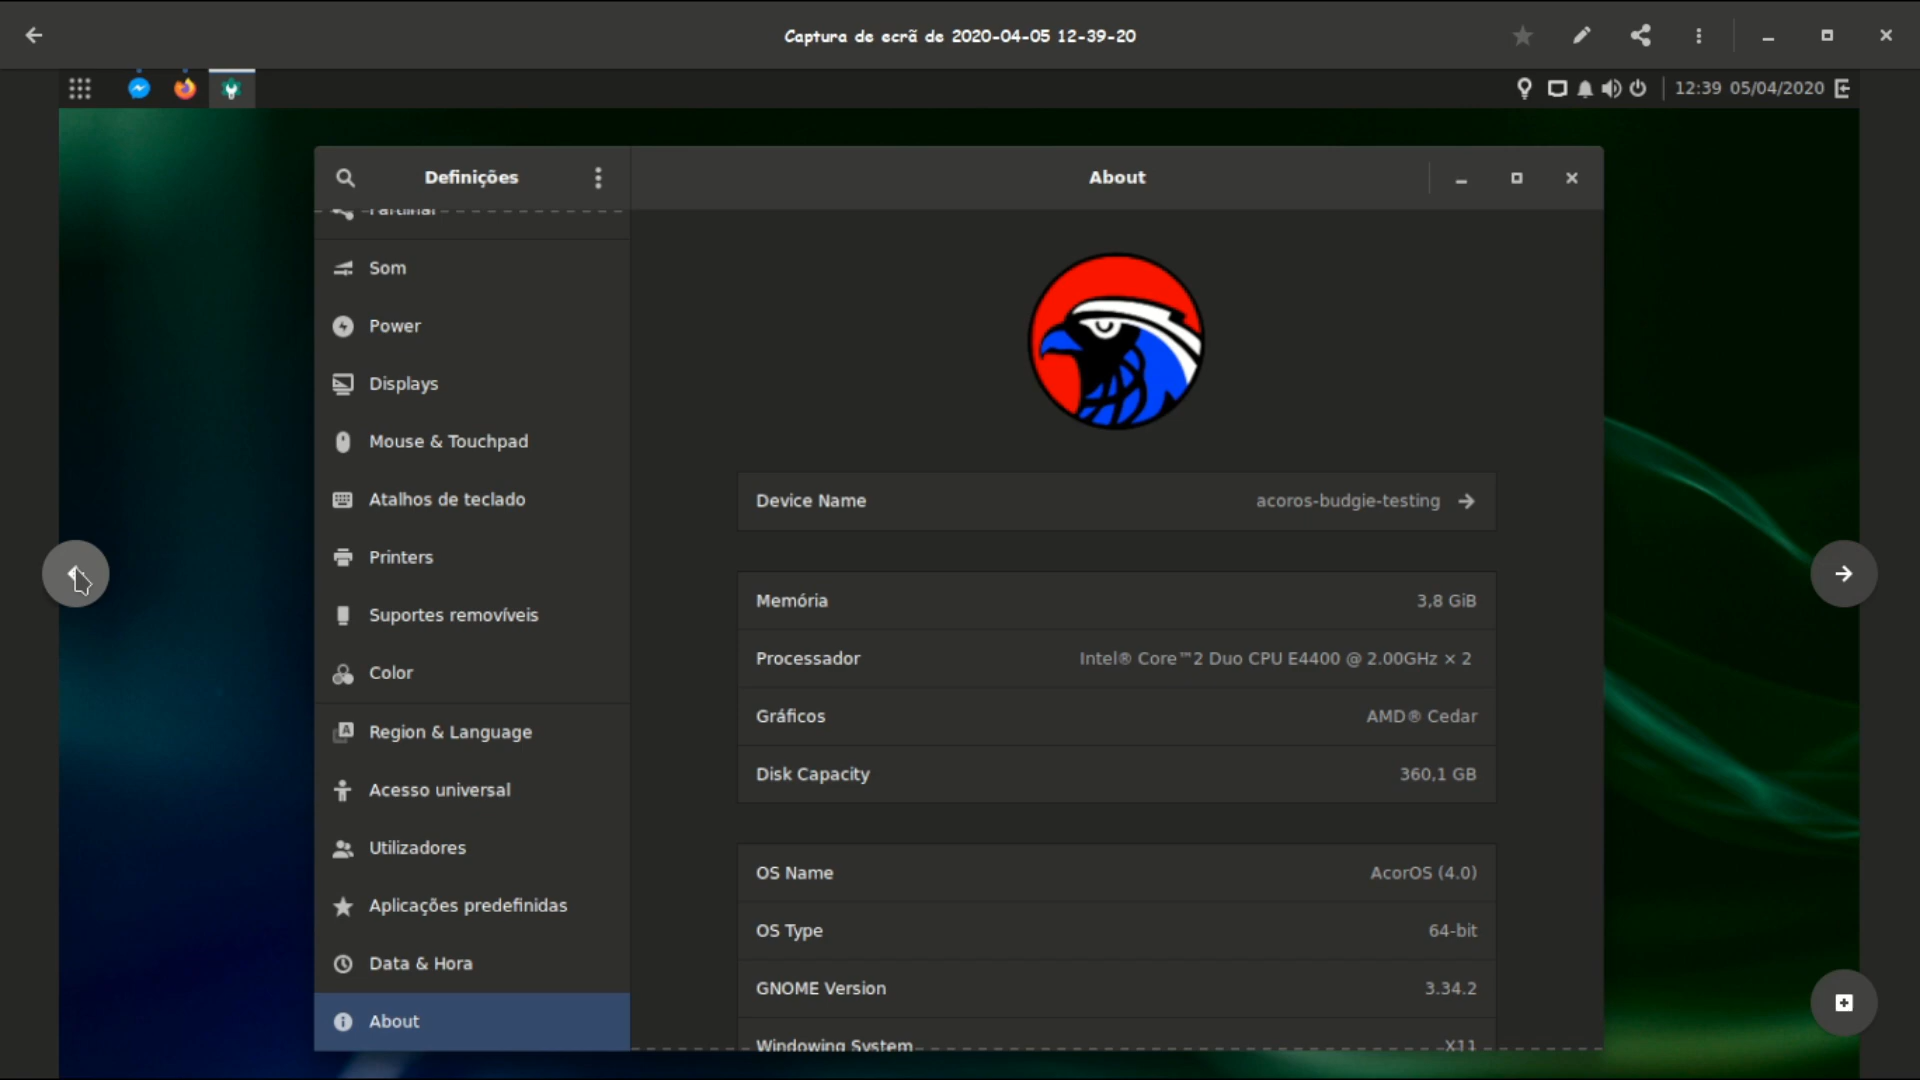 Captura de ecrã de 2020-04-05 12-39-20
12:39 05/04/2020
Definições
About
Partilhar
Som
Power
Displays
Mouse & Touchpad
Atalhos de teclado
Printers
Suportes removíveis
Color
Region & Language
Acesso universal
Utilizadores
Aplicações predefinidas
Data & Hora
About
Device Name acoros-budgie-testing
Memória 3,8 GiB
Processador Intel® Core™2 Duo CPU E4400 @ 2.00GHz × 2
Gráficos AMD® Cedar
Disk Capacity 360,1 GB
OS Name AcorOS (4.0)
OS Type 64-bit
GNOME Version 3.34.2
Windowing System X11